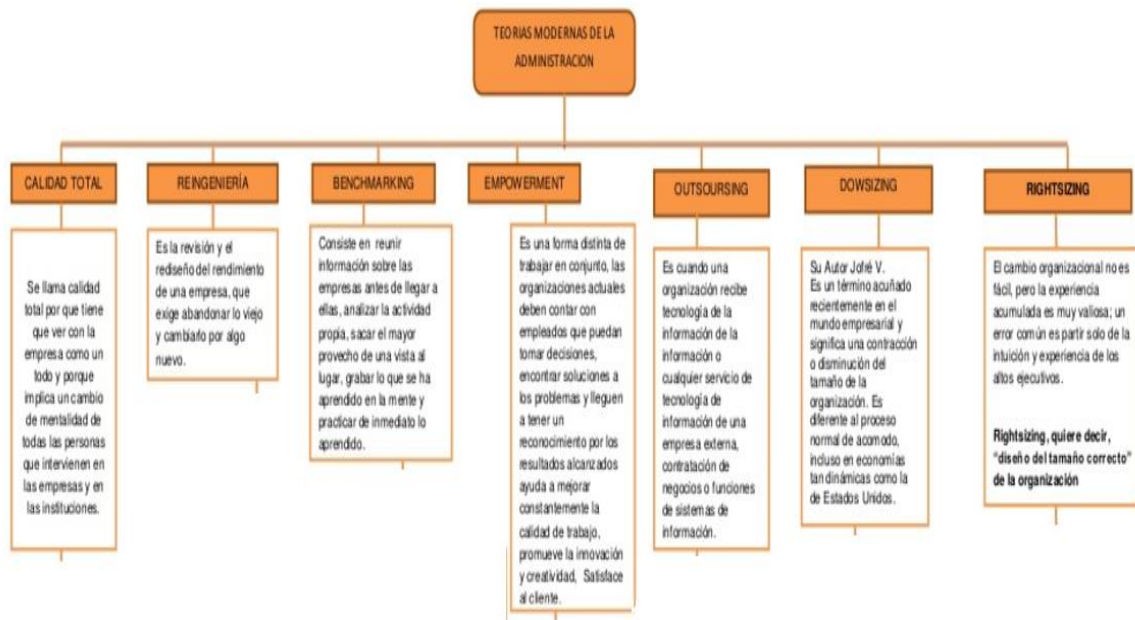 TEORIAS MODERNAS DE LA
ADMINISTRACION
CALIDAD TOTAL
REINGENIERÍA
BENCHMARKING
EMPOWERMENT
OUTSOURSING
DOWSIZING
RIGHTSIZING
Se llama calidad
total por que tiene
que ver con la
empresa como un
todo y porque
implica un cambio
de mentalidad de
todas las personas
que intervienen en
las empresas y en
las instituciones.
Es la revisión y el
rediseño del rendimiento
de una empresa, que
exige abandonar lo viejo
y cambiarlo por algo
nuevo.
Consiste en reunir
información sobre las
empresas antes de llegar a
ellas, analizar la actividad
propia, sacar el mayor
provecho de una vista al
lugar, grabar lo que se ha
aprendido en la mente y
practicar de inmediato lo
aprendido.
Es una forma distinta de
trabajar en conjunto, las
organizaciones actuales
deben contar con
empleados que puedan
tomar decisiones,
encontrar soluciones a
los problemas y lleguen
a tener un
reconocimiento por los
resultados alcanzados
ayuda a mejorar
constantemente la
calidad de trabajo,
promueve la innovación
y creatividad, Satisface
al cliente.
Es cuando una
organización recibe
tecnología de la
información de la
información o
cualquier servicio de
tecnología de
información de una
empresa externa,
contratación de
negocios o funciones
de sistemas de
información.
Su Autor Jofré V.
Es un término acuñado
recientemente en el
mundo empresarial y
significa una contracción
o disminución del
tamaño de la
organización. Es
diferente al proceso
normal de acomodo,
incluso en economías
tan dinámicas como la
de Estados Unidos.
El cambio organizacional no es
fácil, pero la experiencia
acumulada es muy valiosa; un
error común es partir solo de la
intuición y experiencia de los
altos ejecutivos.
Rightsizing, quiere decir,
"diseño del tamaño correcto"
de la organización